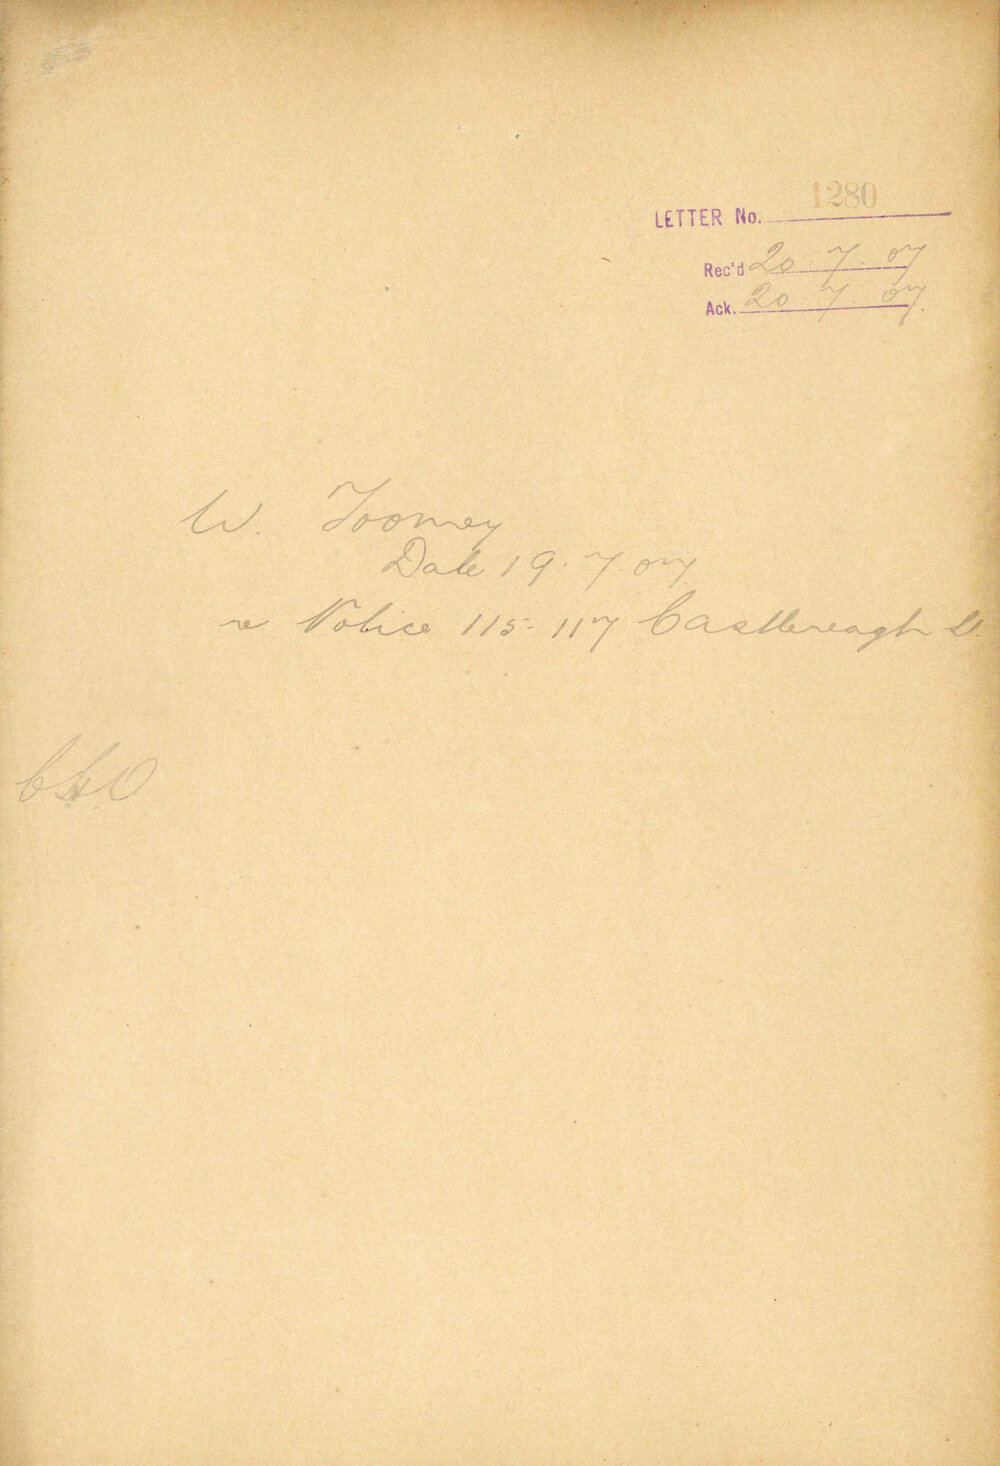 LETTER No. 1280
Rec'd 20.7.07
Ack. 20.7.07.
W. Toomey
Date 19.7.07
re Notice 115-117 Castlereagh St.